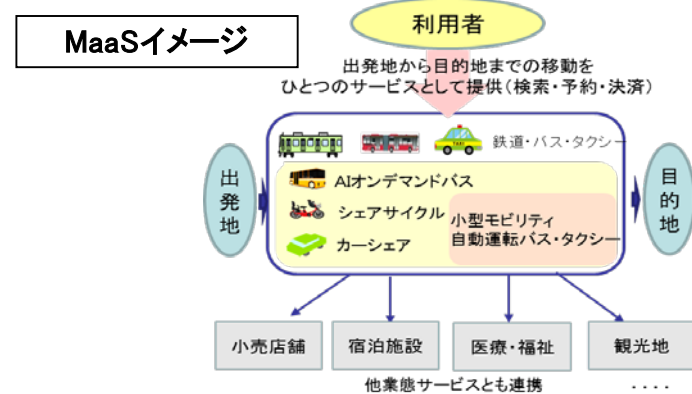 MaaSイメージ
利用者
出発地から目的地までの移動を
ひとつのサービスとして提供(検索・予約・決済)
鉄道・バス・タクシー
出発地
AIオンデマンドバス
シェアサイクル
カーシェア
小型モビリティ
自動運転バス・タクシー
目的地
小売店舗
宿泊施設
医療・福祉
観光地
他業態サービスとも連携
・・・・